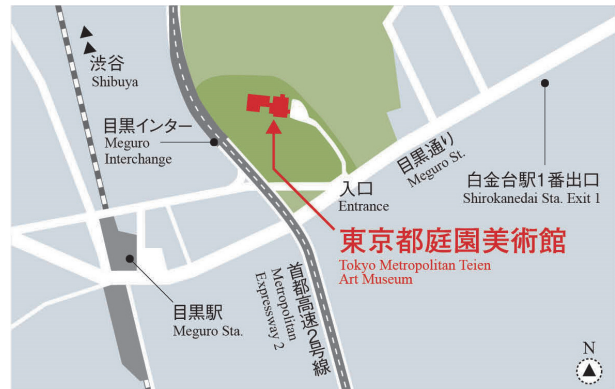 渋谷
Shibuya
目黒インター
Meguro
Interchange
目黒通り
Meguro St.
入口
Entrance
白金台駅1番出口
Shirokanedai Sta. Exit 1
東京都庭園美術館
Tokyo Metropolitan Teien
Art Museum
首都高速2号線
Metropolitan
Expressway 2
目黒駅
Meguro Sta.
N